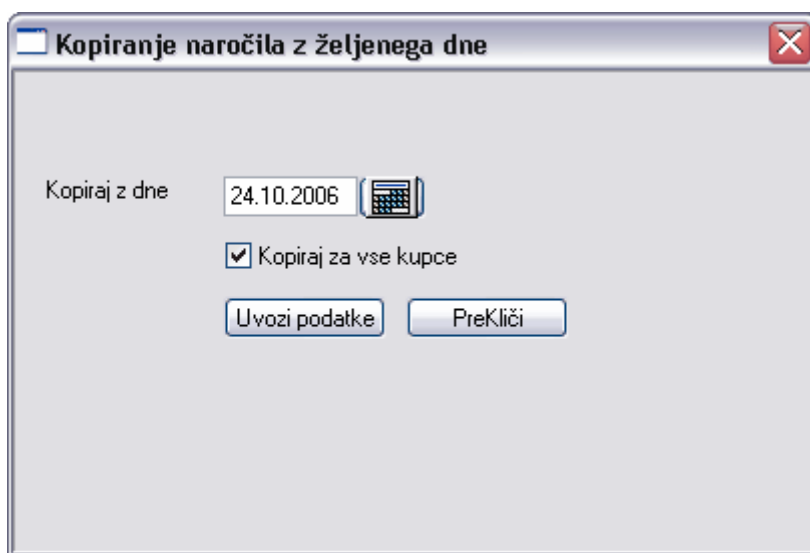 Kopiranje naročila z željenega dne
Kopiraj z dne 24.10.2006
Kopiraj za vse kupce
Uvozi podatke PreKliči